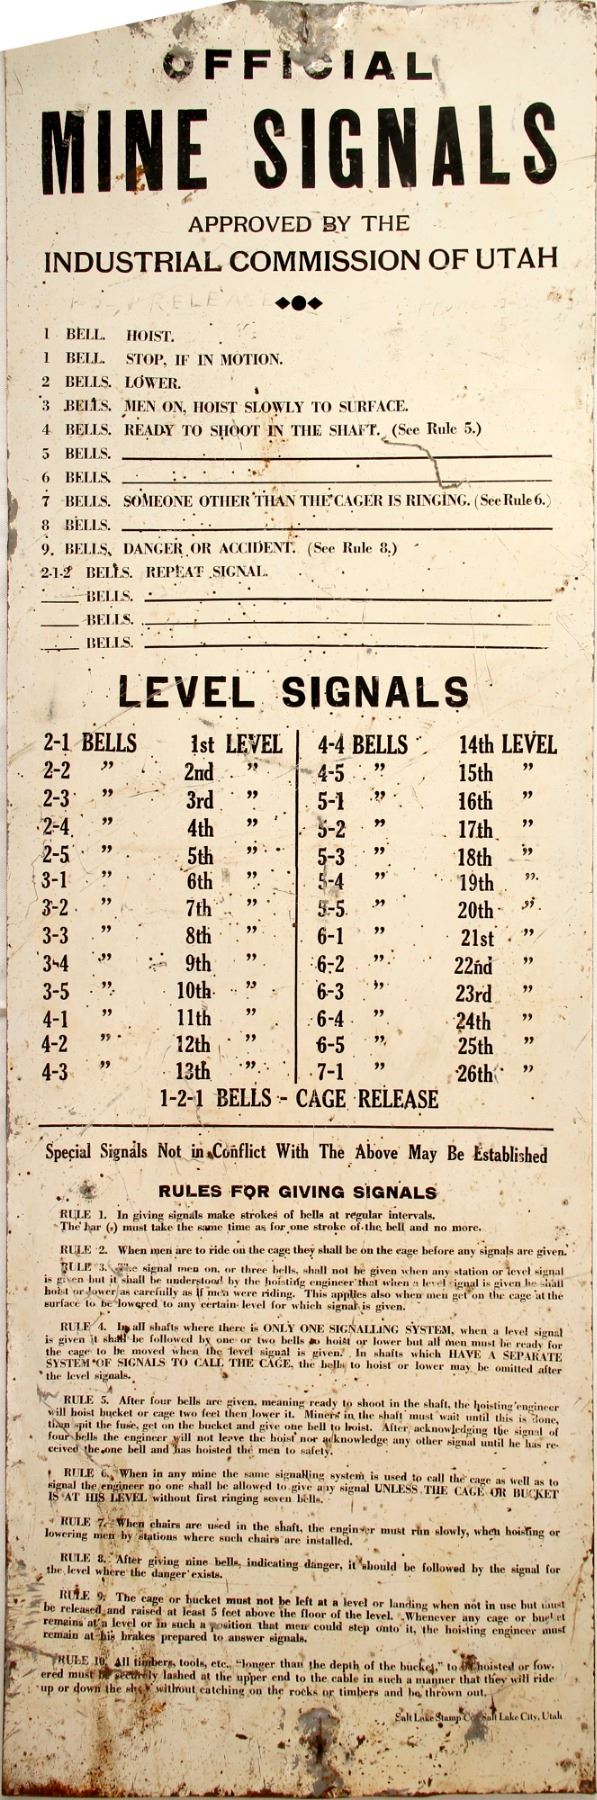 OFFICIAL
MINE SIGNALS
APPROVED BY THE
INDUSTRIAL COMMISSION OF UTAH
RELEASE
1 BELL. HOIST.
1 BELL. STOP, IF IN MOTION.
2 BELLS. LOWER.
3 BELLS. MEN ON, HOIST SLOWLY TO SURFACE.
4 BELLS. READY TO SHOOT IN THE SHAFT. (See Rule 5.)
5 BELLS.
6 BELLS.
7 BELLS. SOMEONE OTHER THAN THE CAGER IS RINGING. (See Rule 6.)
8 BELLS.
9. BELLS, DANGER OR ACCIDENT. (See Rule 8.)
2-1-2 BELLS. REPEAT SIGNAL.
____ BELLS.
____ BELLS.
____ BELLS.
LEVEL SIGNALS
2-1 BELLS 1st LEVEL
2-2 ” 2nd ”
2-3 ” 3rd ”
2-4 ” 4th ”
2-5 ” 5th ”
3-1 ” 6th ”
3-2 ” 7th ”
3-3 ” 8th ”
3-4 ” 9th ”
3-5 ” 10th ”
4-1 ” 11th ”
4-2 ” 12th ”
4-3 ” 13th ”
4-4 BELLS 14th LEVEL
4-5 ” 15th ”
5-1 ” 16th ”
5-2 ” 17th ”
5-3 ” 18th ”
5-4 ” 19th ”
5-5 ” 20th ”
6-1 ” 21st ”
6-2 ” 22nd ”
6-3 ” 23rd ”
6-4 ” 24th ”
6-5 ” 25th ”
7-1 ” 26th ”
1-2-1 BELLS - CAGE RELEASE
Special Signals Not in Conflict With The Above May Be Established
RULES FOR GIVING SIGNALS
RULE 1. In giving signals make strokes of bells at regular intervals.
The bar (-) must take the same time as for one stroke of the bell and no more.
RULE 2. When men are to ride on the cage they shall be on the cage before any signals are given.
RULE 3. The signal men on, or three bells, shall not be given when any station or level signal
is given but it shall be understood by the hoisting engineer that when a level signal is given he shall
hoist or lower as carefully as if men were riding. This applies also when men get on the cage at the
surface to be lowered to any certain level for which signal is given.
RULE 4. In all shafts where there is ONLY ONE SIGNALLING SYSTEM, when a level signal
is given it shall be followed by one or two bells to hoist or lower but all men must be ready for
the cage to be moved when the level signal is given. In shafts which HAVE A SEPARATE
SYSTEM OF SIGNALS TO CALL THE CAGE, the bells to hoist or lower may be omitted after
the level signals.
RULE 5. After four bells are given, meaning ready to shoot in the shaft, the hoisting engineer
will hoist bucket or cage two feet then lower it. Miners in the shaft must wait until this is done,
then spit the fuse, get on the bucket and give one bell to hoist. After acknowledging the signal of
four bells the engineer will not leave the hoist nor acknowledge any other signal until he has re-
ceived the one bell and has hoisted the men to safety.
RULE 6. When in any mine the same signalling system is used to call the cage as well as to
signal the engineer no one shall be allowed to give any signal UNLESS THE CAGE OR BUCKET
IS AT HIS LEVEL without first ringing seven bells.
RULE 7. When chairs are used in the shaft, the engineer must run slowly, when hoisting or
lowering men by stations where such chairs are installed.
RULE 8. After giving nine bells, indicating danger, it should be followed by the signal for
the level where the danger exists.
RULE 9. The cage or bucket must not be left at a level or landing when not in use but must
be released and raised at least 5 feet above the floor of the level. Whenever any cage or bucket
remains at a level or in such a position that men could step onto it, the hoisting engineer must
remain at his brakes prepared to answer signals.
RULE 10. All timbers, tools, etc., “longer than the depth of the bucket,” to be hoisted or low-
ered must be securely lashed at the upper end to the cable in such a manner that they will ride
up or down the shaft without catching on the rocks or timbers and be thrown out.
Salt Lake Stamp Co. Salt Lake City, Utah